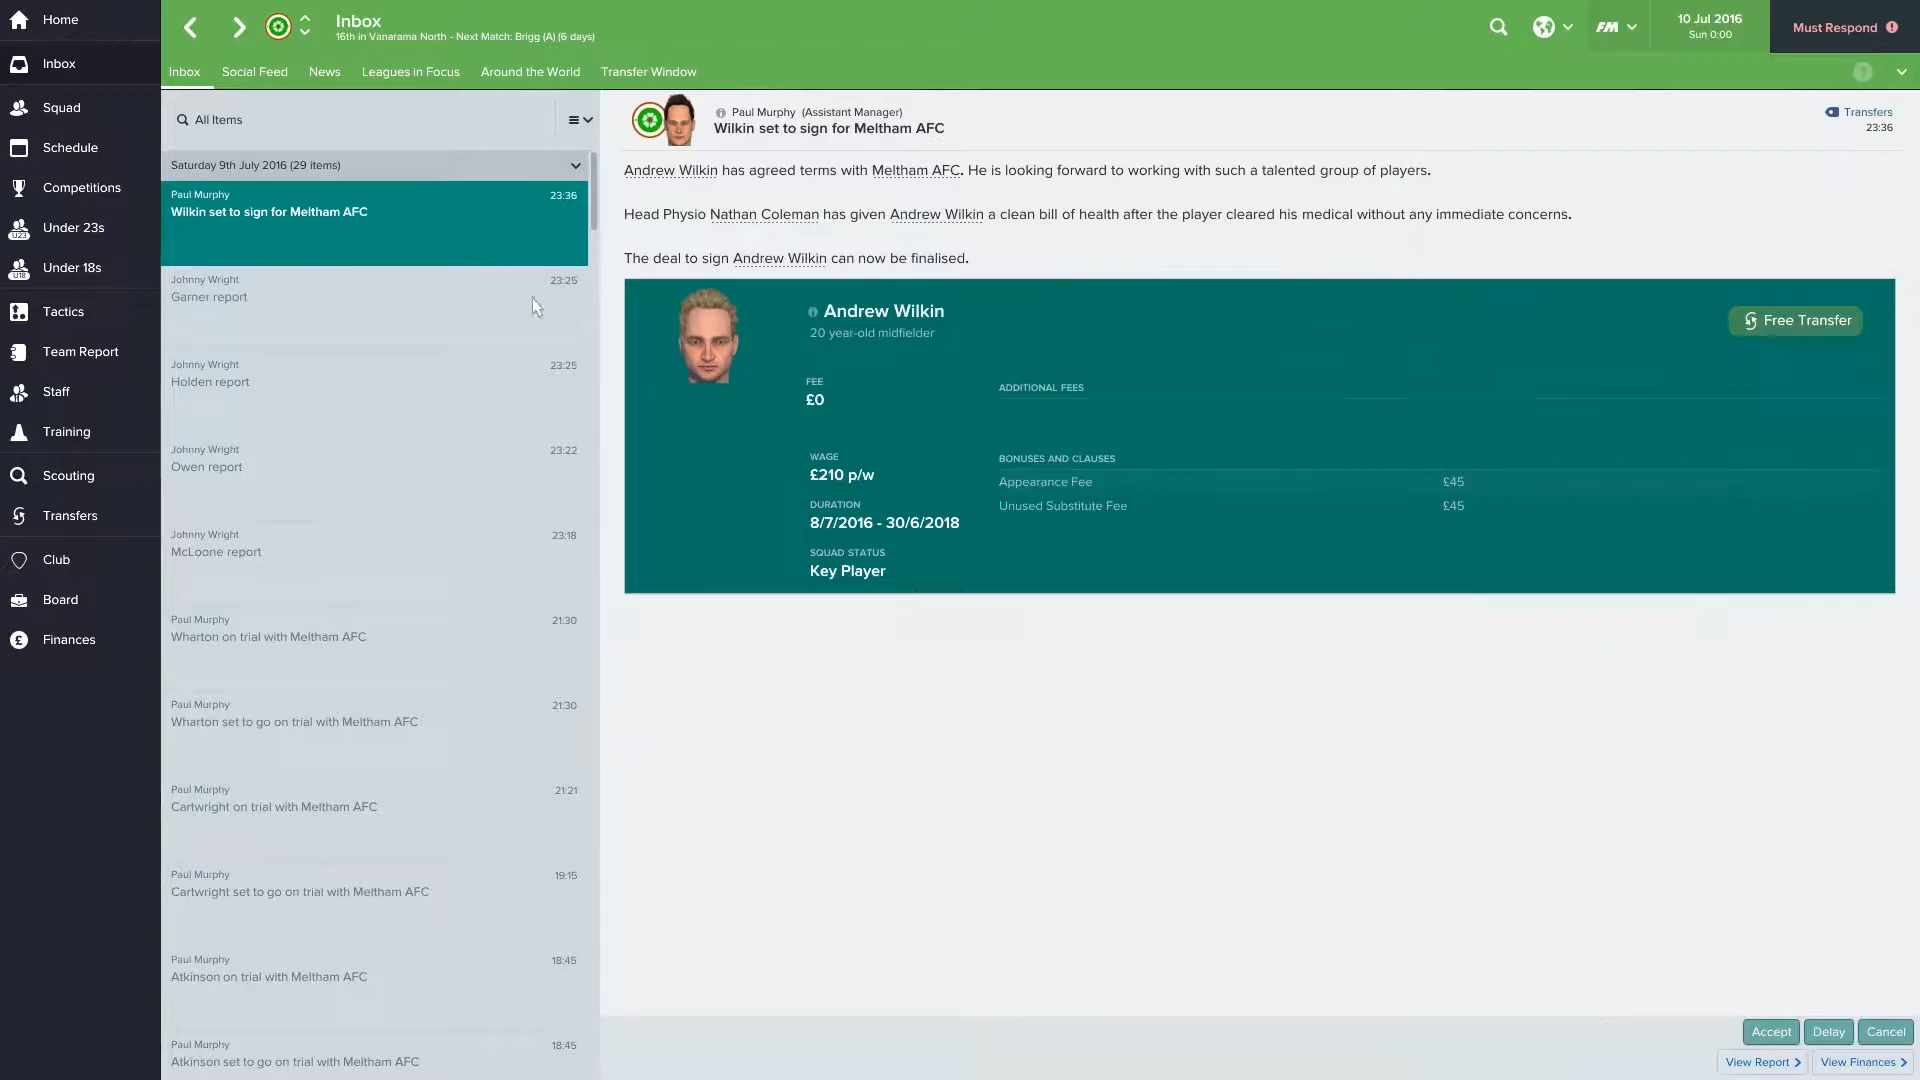 Home
Inbox
Squad
Schedule
Competitions
Under 23s
Under 18s
Tactics
Team Report
Staff
Training
Scouting
Transfers
Club
Board
Finances
Inbox
16th in Vanarama North - Next Match: Brigg (A) (6 days)
FM
10 Jul 2016
Sun 0:00
Must Respond
Inbox Social Feed News Leagues in Focus Around the World Transfer Window
All Items
Saturday 9th July 2016 (29 items)
Paul Murphy 23:36
Wilkin set to sign for Meltham AFC
Johnny Wright 23:25
Garner report
Johnny Wright 23:25
Holden report
Johnny Wright 23:22
Owen report
Johnny Wright 23:18
McLoone report
Paul Murphy 21:30
Wharton on trial with Meltham AFC
Paul Murphy 21:30
Wharton set to go on trial with Meltham AFC
Paul Murphy 21:21
Cartwright on trial with Meltham AFC
Paul Murphy 19:15
Cartwright set to go on trial with Meltham AFC
Paul Murphy 18:45
Atkinson on trial with Meltham AFC
Paul Murphy 18:45
Atkinson set to go on trial with Meltham AFC
Paul Murphy (Assistant Manager)
Wilkin set to sign for Meltham AFC
Transfers
23:36
Andrew Wilkin has agreed terms with Meltham AFC. He is looking forward to working with such a talented group of players.
Head Physio Nathan Coleman has given Andrew Wilkin a clean bill of health after the player cleared his medical without any immediate concerns.
The deal to sign Andrew Wilkin can now be finalised.
Andrew Wilkin
20 year-old midfielder
Free Transfer
FEE
£0
ADDITIONAL FEES
WAGE
£210 p/w
DURATION
8/7/2016 - 30/6/2018
SQUAD STATUS
Key Player
BONUSES AND CLAUSES
Appearance Fee £45
Unused Substitute Fee £45
Accept Delay Cancel
View Report View Finances